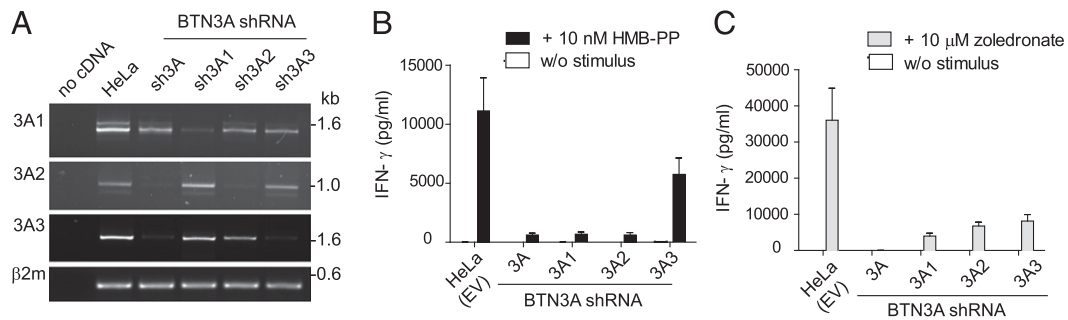 A
BTN3A shRNA
no cDNA
HeLa
sh3A
sh3A1
sh3A2
sh3A3
kb
3A1
1.6
3A2
1.0
3A3
1.6
β2m
0.6
B
+ 10 nM HMB-PP
w/o stimulus
15000
10000
5000
0
IFN- γ (pg/ml)
HeLa
(EV)
3A
3A1
3A2
3A3
BTN3A shRNA
C
+ 10 μM zoledronate
w/o stimulus
50000
40000
30000
20000
10000
0
IFN- γ (pg/ml)
HeLa
(EV)
3A
3A1
3A2
3A3
BTN3A shRNA